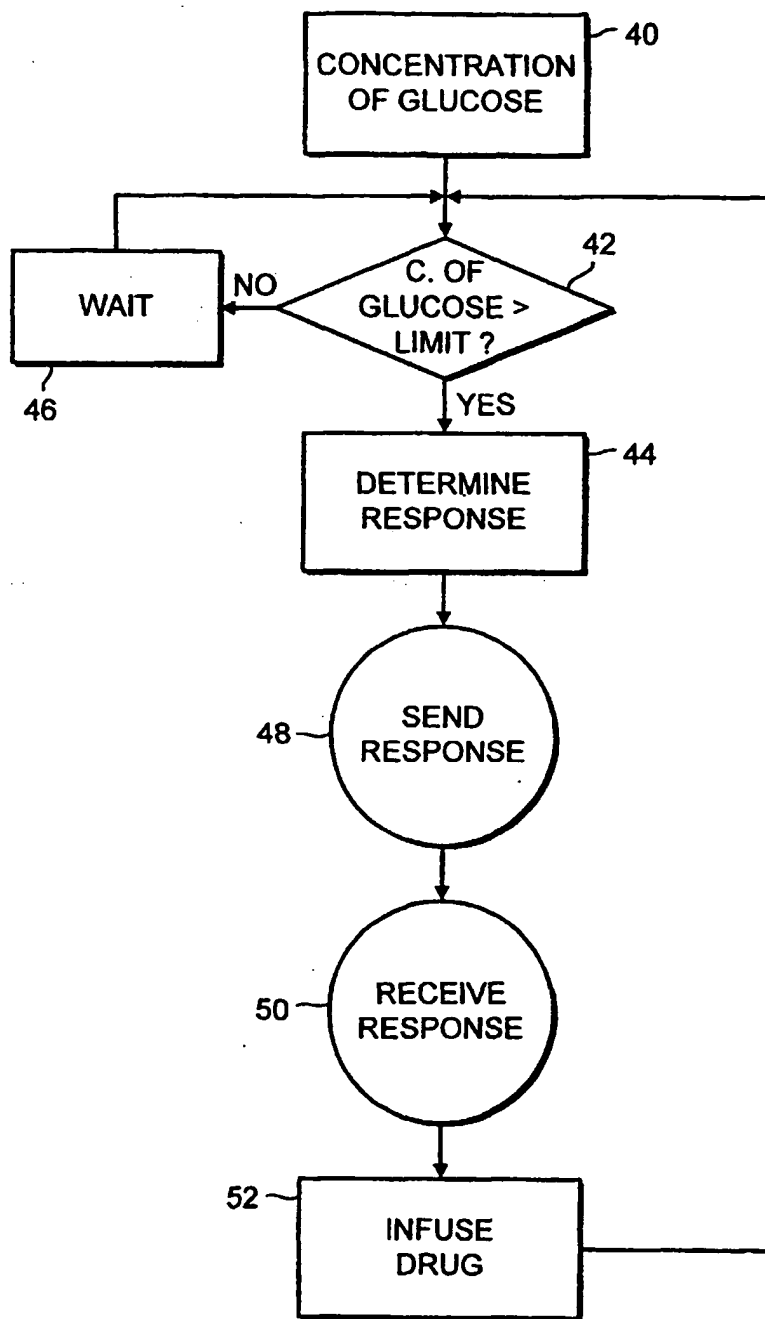 40
CONCENTRATION
OF GLUCOSE
42
C. OF
GLUCOSE >
LIMIT ?
NO
WAIT
46
YES
44
DETERMINE
RESPONSE
48
SEND
RESPONSE
50
RECEIVE
RESPONSE
52
INFUSE
DRUG